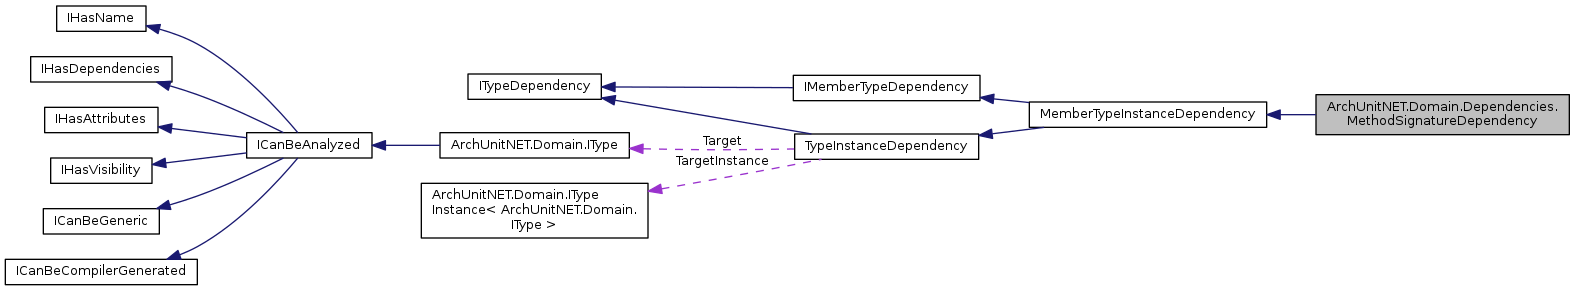 IHasName
IHasDependencies
IHasAttributes
IHasVisibility
ICanBeGeneric
ICanBeCompilerGenerated
ICanBeAnalyzed
ITypeDependency
ArchUnitNET.Domain.IType
ArchUnitNET.Domain.IType
Instance< ArchUnitNET.Domain.
IType >
Target
TargetInstance
IMemberTypeDependency
TypeInstanceDependency
MemberTypeInstanceDependency
ArchUnitNET.Domain.Dependencies.
MethodSignatureDependency